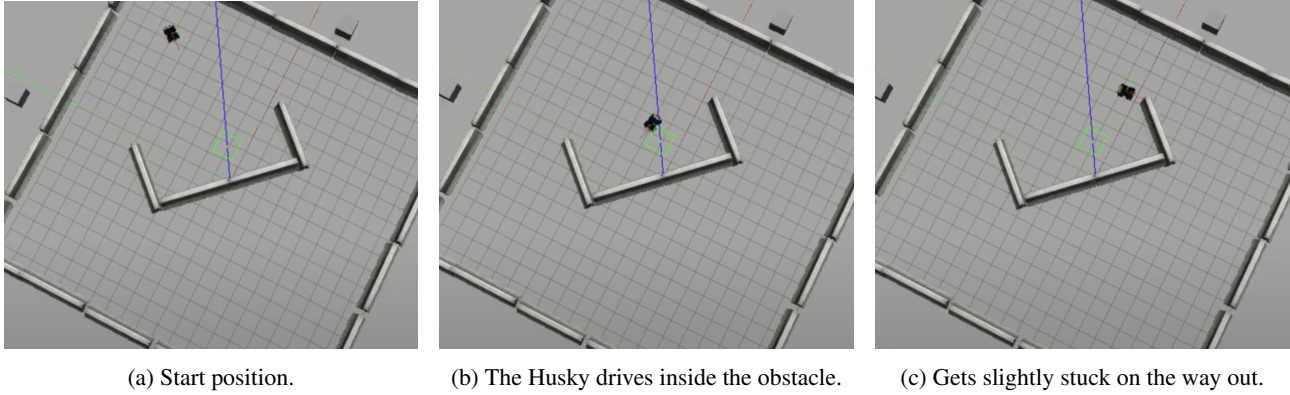 (a) Start position.
(b) The Husky drives inside the obstacle.
(c) Gets slightly stuck on the way out.